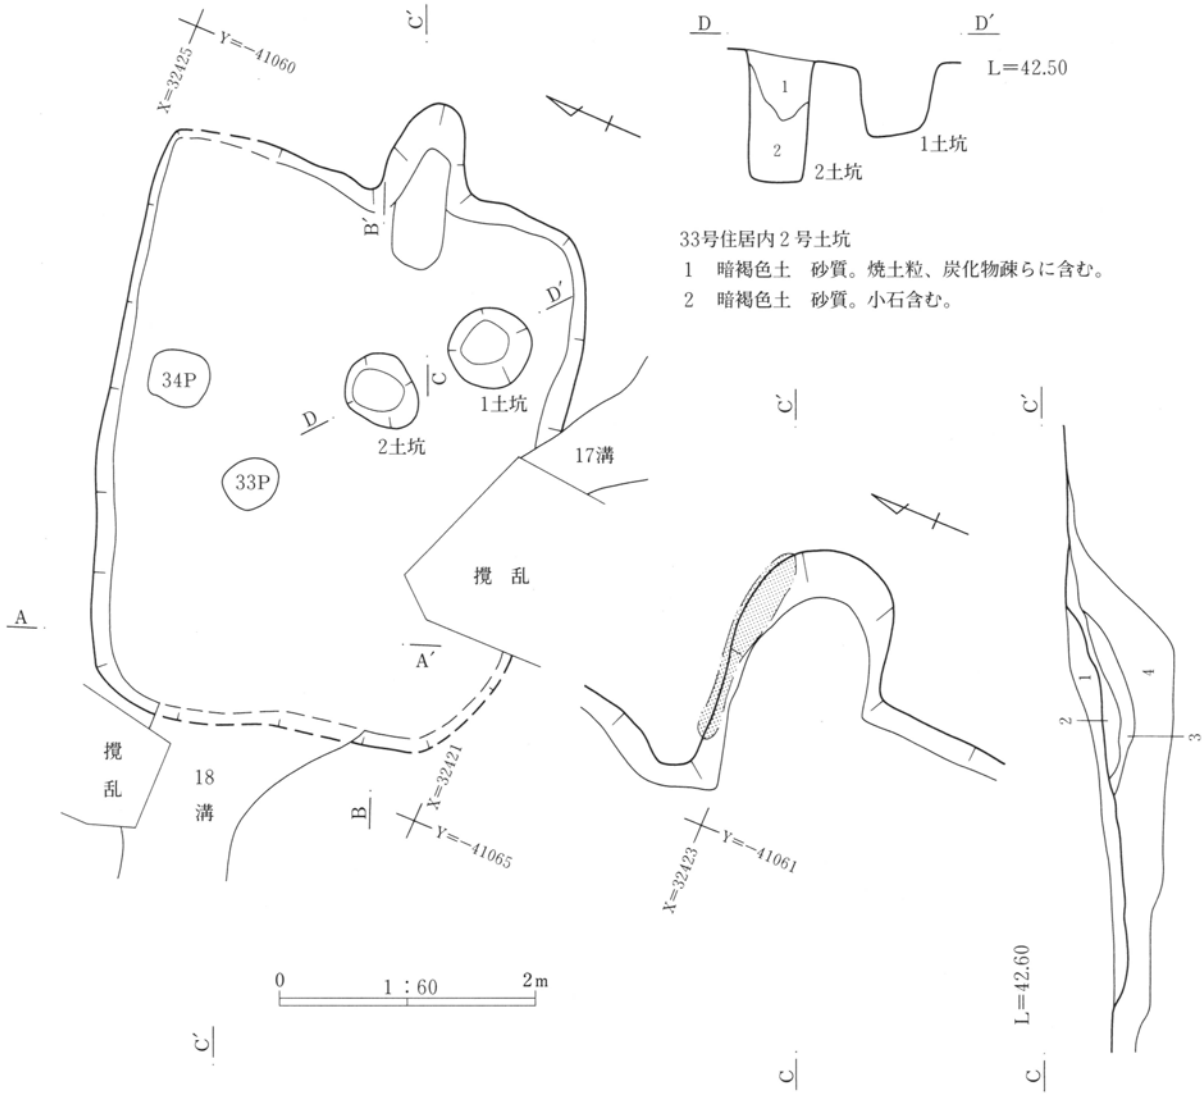 X=32425
Y=-41060
C′
D
D′
L=42.50
1
2
1土坑
2土坑
33号住居内2号土坑
1　暗褐色土　砂質。焼土粒、炭化物疎らに含む。
2　暗褐色土　砂質。小石含む。
B′
D′
C
34P
D
1土坑
2土坑
33P
17溝
攪乱
A
A′
攪乱
18溝
B
X=32421
Y=-41065
C′
X=32423
Y=-41061
C
C′
1
2
4
3
L=42.60
C
0
1：60
2m
C′